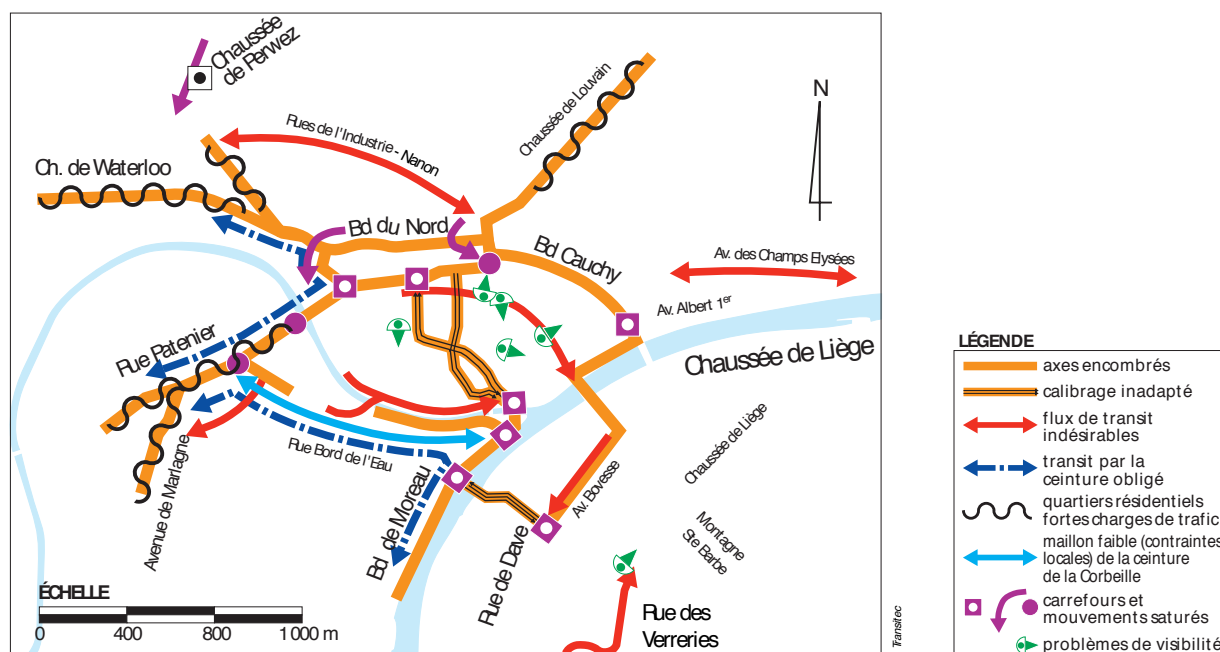 Chaussée
de Perwez
Rues de l'Industrie - Nanon
Chaussée de Louvain
N
Ch. de Waterloo
Bd du Nord
Bd Cauchy
Av. des Champs Elysées
Av. Albert 1er
Chaussée de Liège
Rue Patenier
Rue Bord de l'Eau
Avenue de Marlagne
Bd de Moreau
Rue de Dave
Av. Bovesse
Chaussée de Liège
Montagne
Ste Barbe
Rue des
Verreries
ÉCHELLE
0 400 800 1000 m
Transitec
LÉGENDE
axes encombrés
calibrage inadapté
flux de transit
indésirables
transit par la
ceinture obligé
quartiers résidentiels
fortes charges de trafic
maillon faible (contraintes
locales) de la ceinture
de la Corbeille
carrefours et
mouvements saturés
problèmes de visibilité